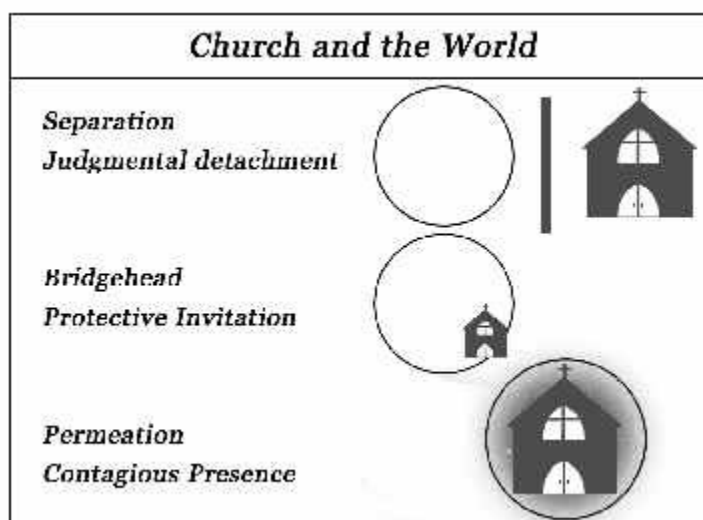 Church and the World
Separation
Judgmental detachment
Bridgehead
Protective Invitation
Permeation
Contagious Presence